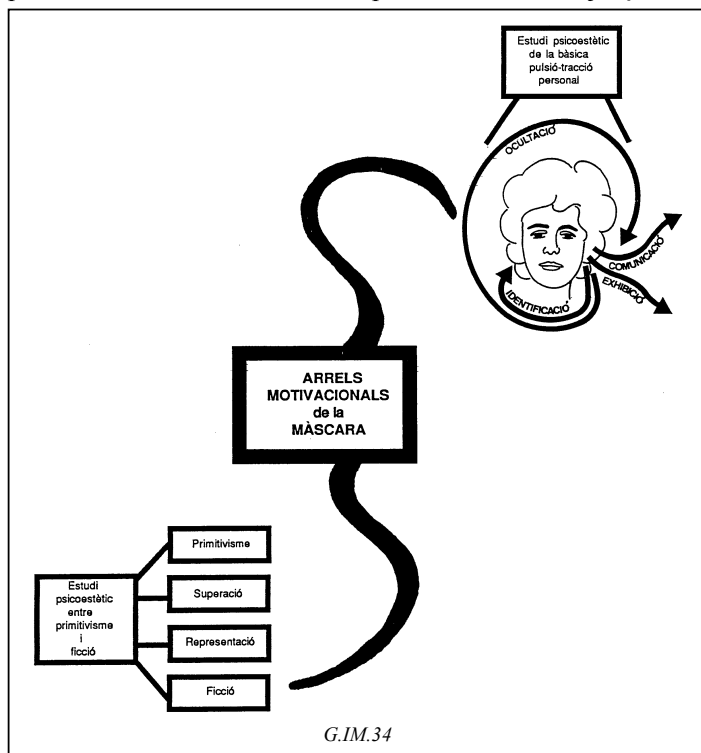 Estudi psicoestètic
de la bàsica
pulsió-tracció
personal
OCULTACIÓ
COMUNICACIÓ
EXHIBICIÓ
IDENTIFICACIÓ
ARRELS
MOTIVACIONALS
de la
MÀSCARA
Primitivisme
Estudi
psicoestètic
entre
primitivisme
i
ficció
Superació
Representació
Ficció
G.IM.34